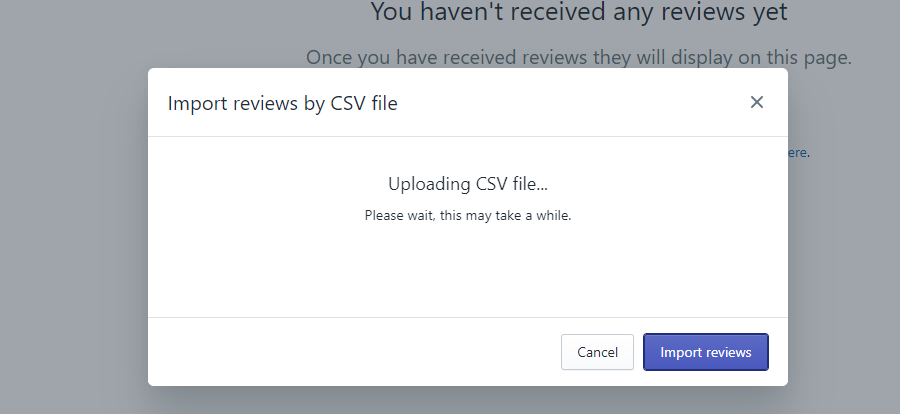 You haven't received any reviews yet
Once you have received reviews they will display on this page.
Import reviews by CSV file
ere.
Uploading CSV file...
Please wait, this may take a while.
Cancel
Import reviews